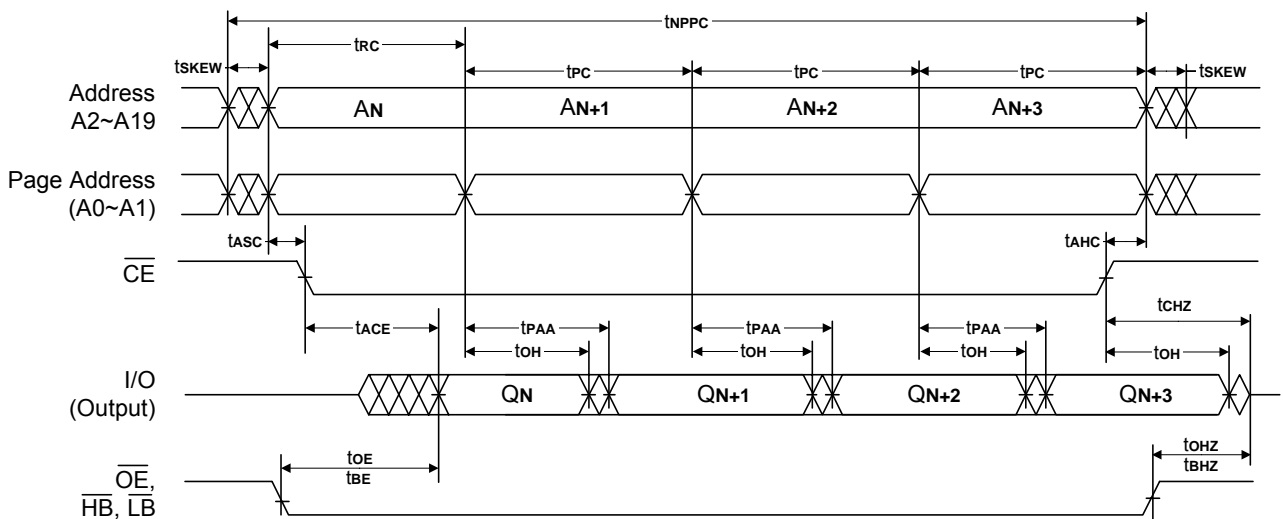 tNPPC
tRC
tSKEW tPC tPC tPC tSKEW
Address
A2~A19
AN AN+1 AN+2 AN+3
Page Address
(A0~A1)
tASC tAHC
CE
tCHZ
tACE tPAA tPAA tPAA
tOH tOH tOH tOH
I/O
(Output)
QN QN+1 QN+2 QN+3
tOE
tBE
tOHZ
tBHZ
OE,
HB, LB